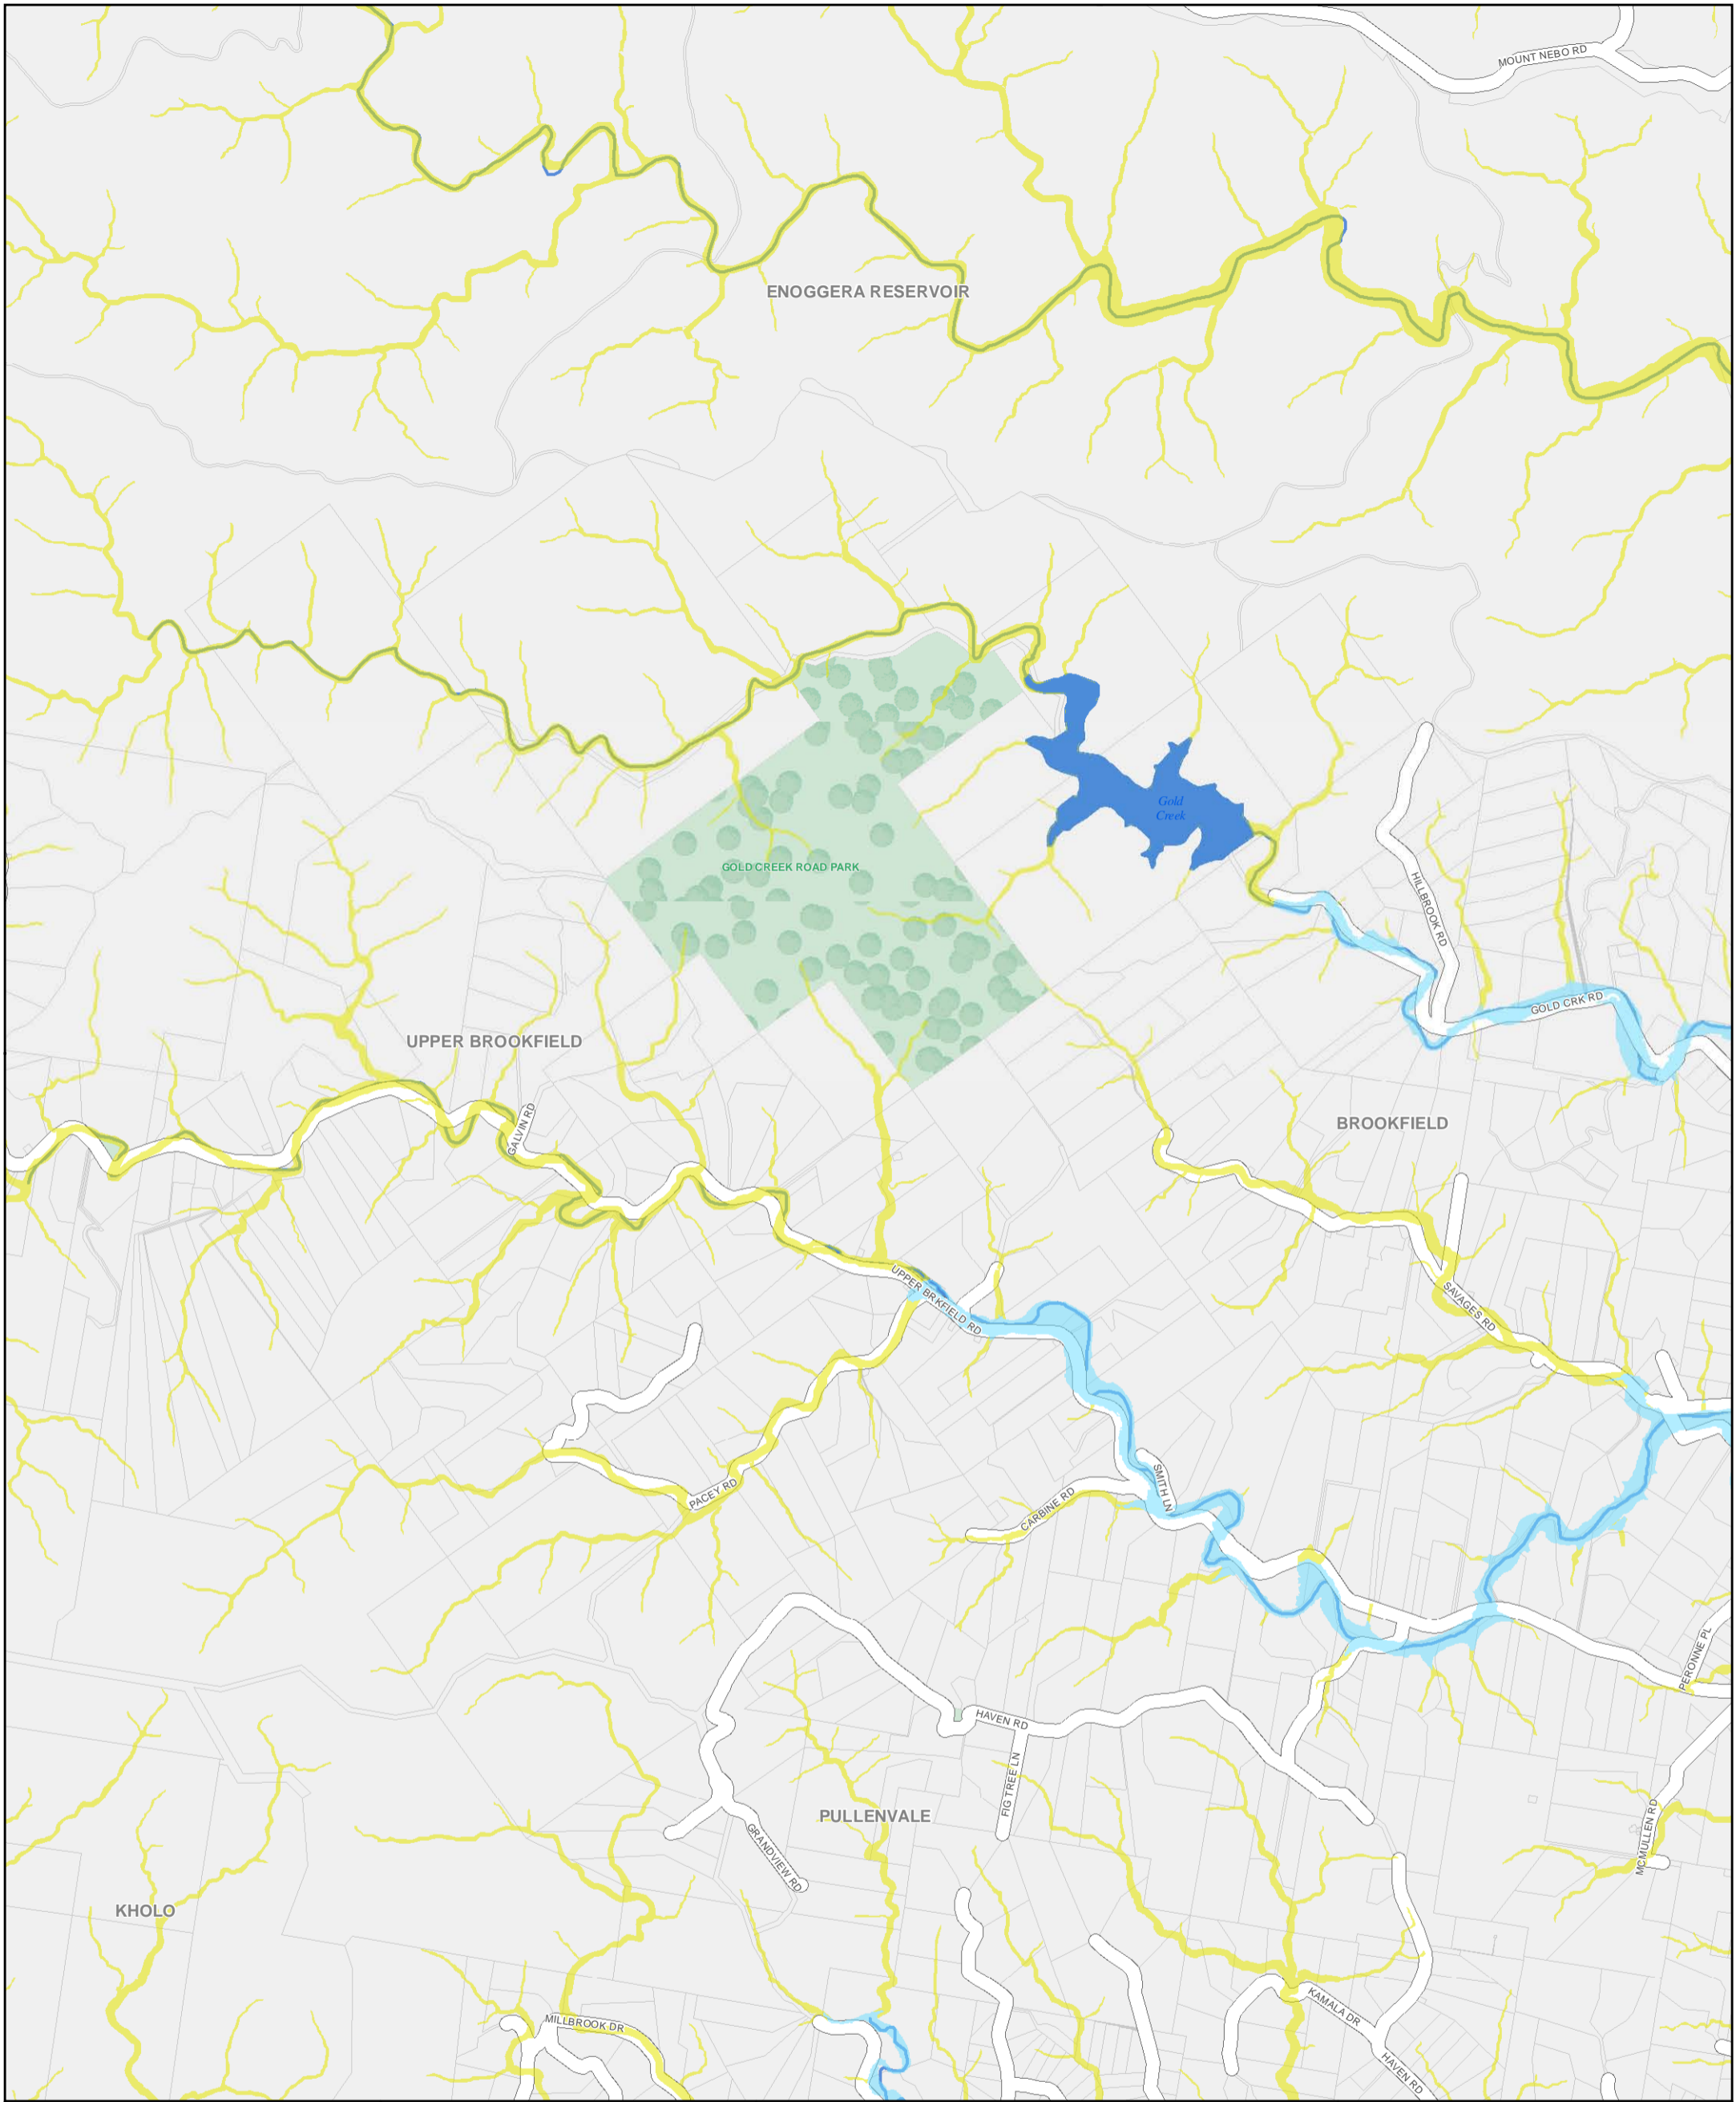 MOUNT NEBO RD
ENOGGERA RESERVOIR
Gold
Creek
GOLD CREEK ROAD PARK
HILLBROOK RD
GOLD CRK RD
UPPER BROOKFIELD
GALVIN RD
BROOKFIELD
UPPER BRKFIELD RD
SAVAGES RD
SMITH LN
PACEY RD
CARBINE RD
PERONNE PL
HAVEN RD
FIG TREE LN
PULLENVALE
GRANDVIEW RD
MCMULLEN RD
KHOLO
KAMALA DR
MILLBROOK DR
HAVEN RD